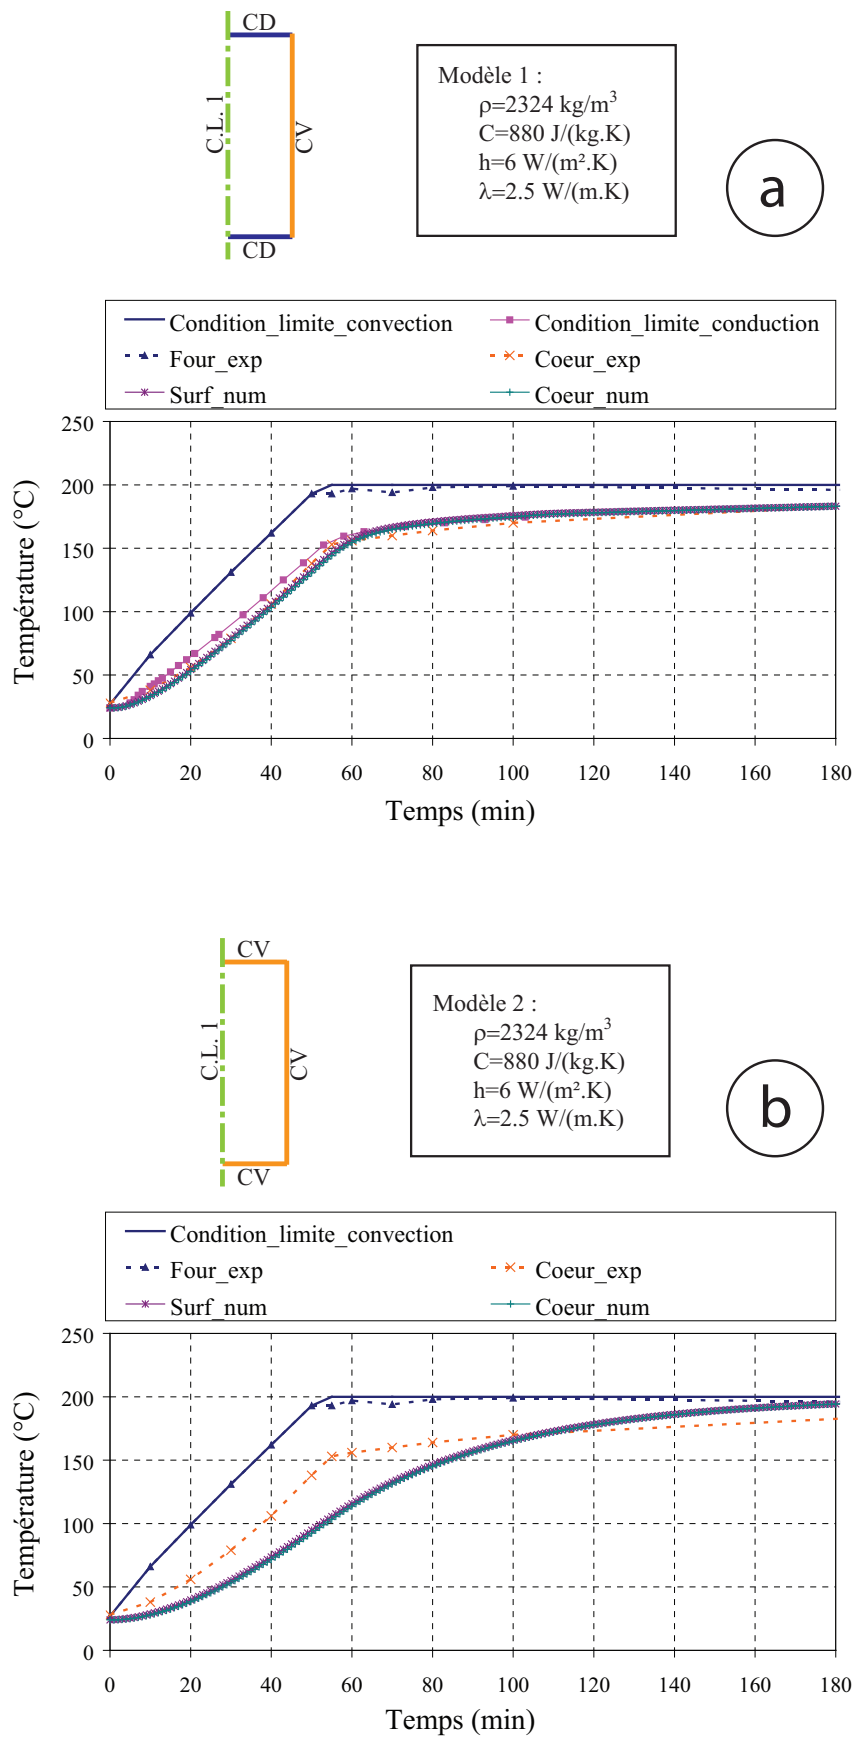 CD
C.L. 1
CV
CD
Modèle 1 :
ρ=2324 kg/m³
C=880 J/(kg.K)
h=6 W/(m².K)
λ=2.5 W/(m.K)
a
Condition_limite_convection
Condition_limite_conduction
Four_exp
Coeur_exp
Surf_num
Coeur_num
Température (°C)
250
200
150
100
50
0
0 20 40 60 80 100 120 140 160 180
Temps (min)
CV
C.L. 1
CV
CV
Modèle 2 :
ρ=2324 kg/m³
C=880 J/(kg.K)
h=6 W/(m².K)
λ=2.5 W/(m.K)
b
Condition_limite_convection
Four_exp
Coeur_exp
Surf_num
Coeur_num
Température (°C)
250
200
150
100
50
0
0 20 40 60 80 100 120 140 160 180
Temps (min)